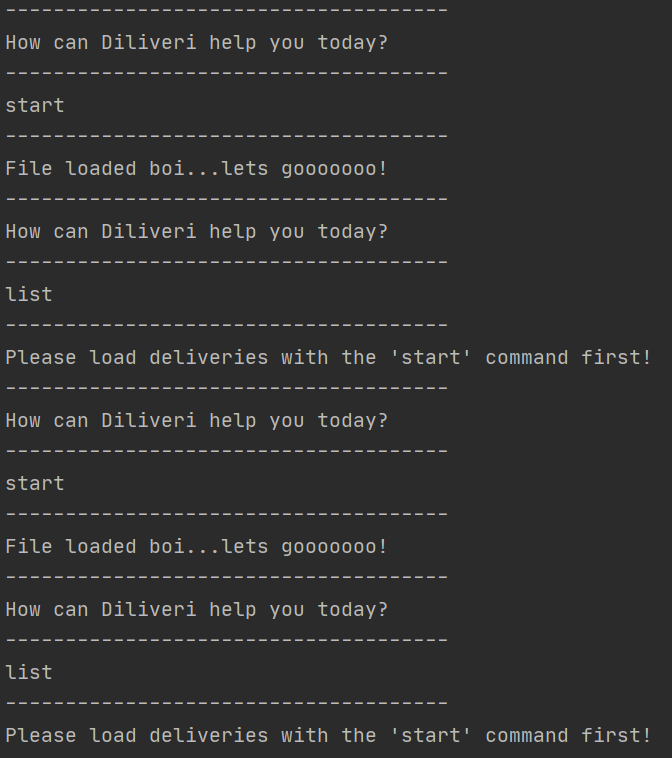 -------------------------------------
How can Diliveri help you today?
-------------------------------------
start
-------------------------------------
File loaded boi...lets gooooooo!
-------------------------------------
How can Diliveri help you today?
-------------------------------------
list
-------------------------------------
Please load deliveries with the 'start' command first!
-------------------------------------
How can Diliveri help you today?
-------------------------------------
start
-------------------------------------
File loaded boi...lets gooooooo!
-------------------------------------
How can Diliveri help you today?
-------------------------------------
list
-------------------------------------
Please load deliveries with the 'start' command first!